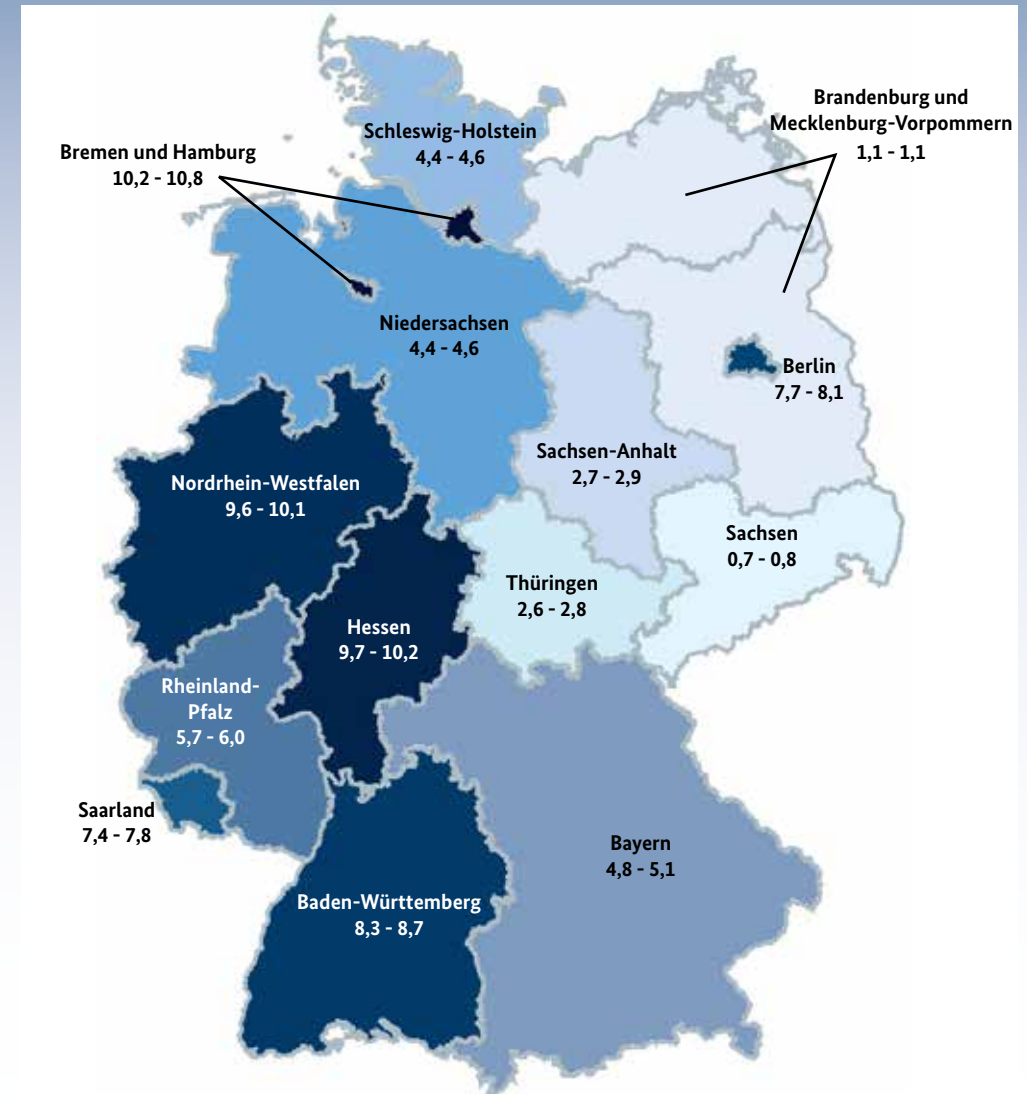 Brandenburg und
Mecklenburg-Vorpommern
1,1 - 1,1
Schleswig-Holstein
4,4 - 4,6
Bremen und Hamburg
10,2 - 10,8
Niedersachsen
4,4 - 4,6
Berlin
7,7 - 8,1
Sachsen-Anhalt
2,7 - 2,9
Nordrhein-Westfalen
9,6 - 10,1
Sachsen
0,7 - 0,8
Thüringen
2,6 - 2,8
Hessen
9,7 - 10,2
Rheinland-
Pfalz
5,7 - 6,0
Saarland
7,4 - 7,8
Bayern
4,8 - 5,1
Baden-Württemberg
8,3 - 8,7